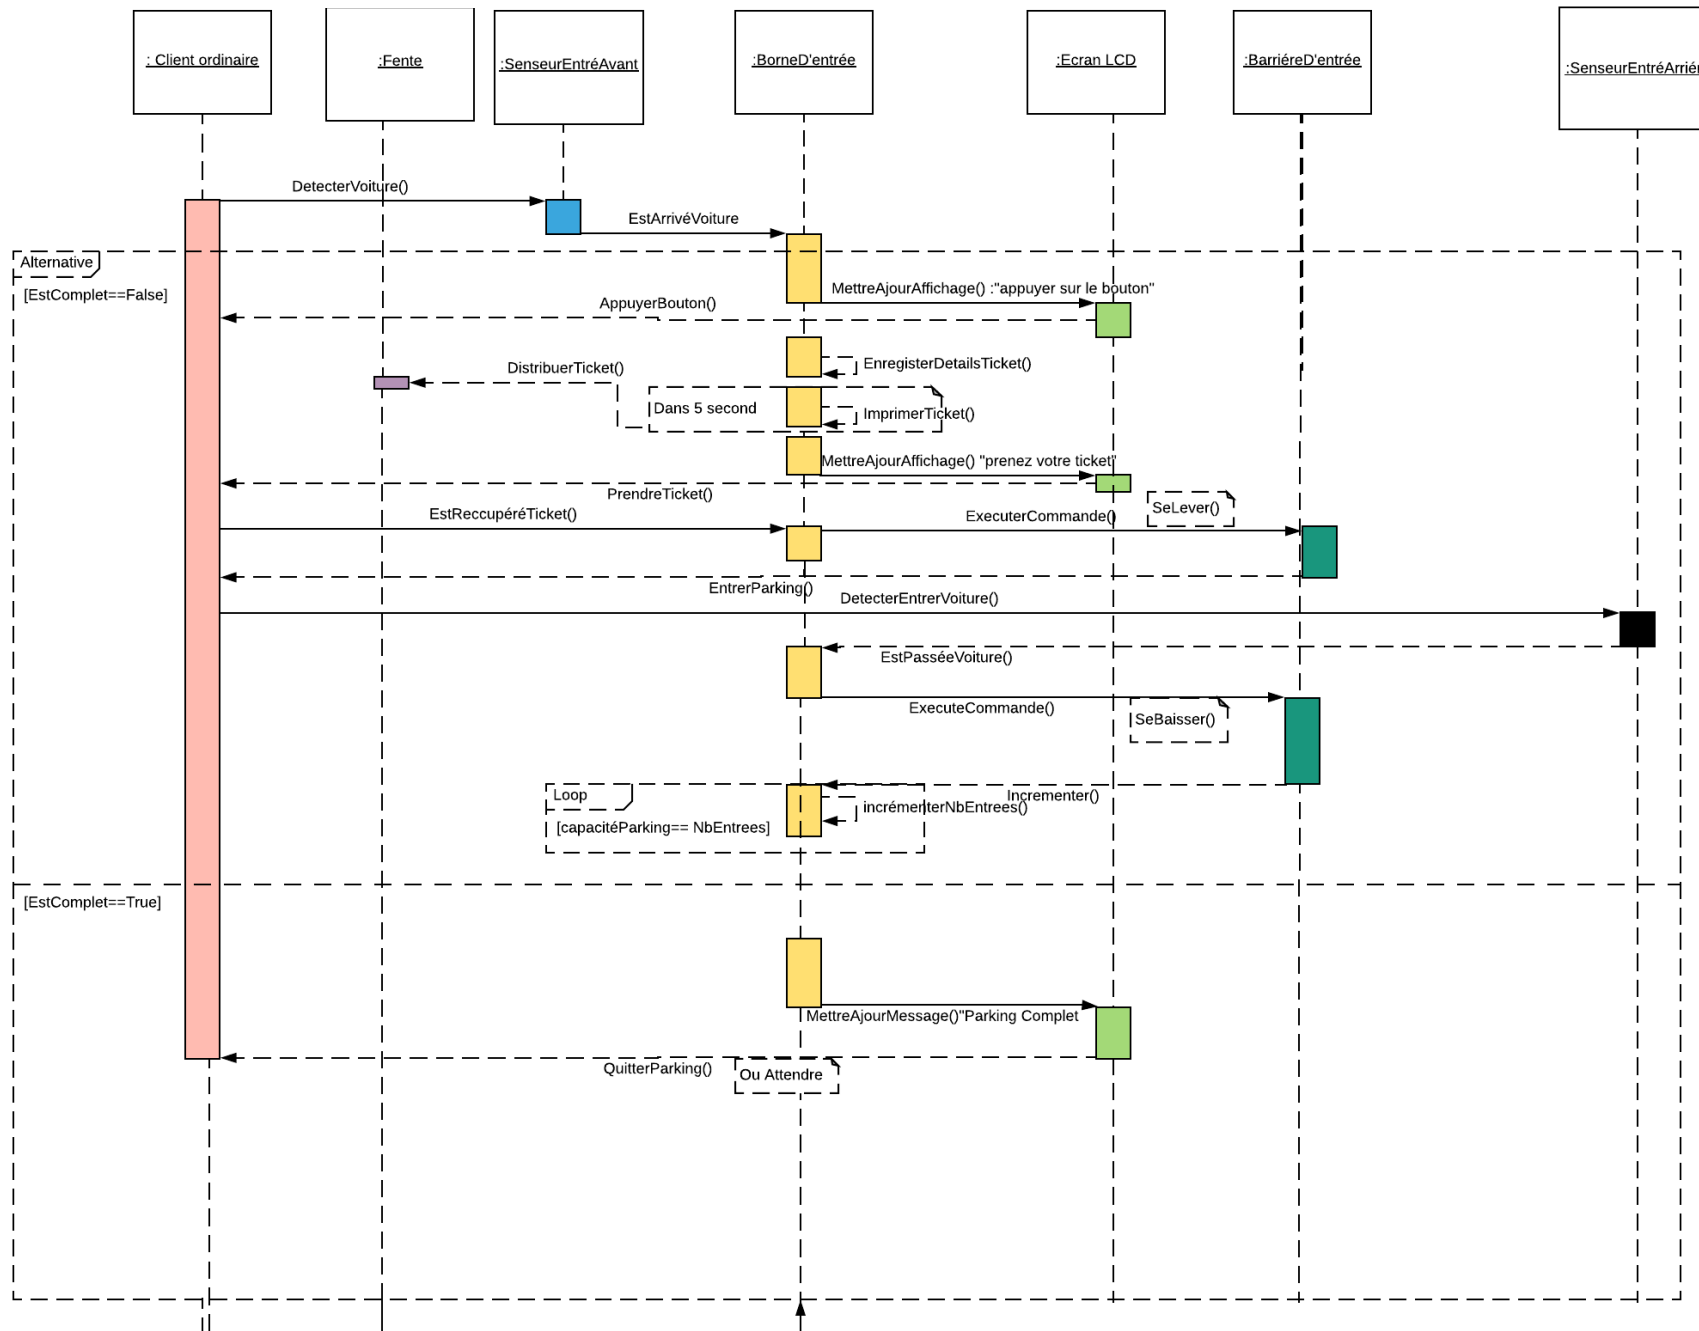 : Client ordinaire
:Fente
:SenseurEntréAvant
:BorneD'entrée
:Ecran LCD
:BarriéreD'entrée
:SenseurEntréArriér
DetecterVoiture()
EstArrivéVoiture
Alternative
[EstComplet==False]
MettreAjourAffichage() :"appuyer sur le bouton"
AppuyerBouton()
EnregisterDetailsTicket()
DistribuerTicket()
Dans 5 second
ImprimerTicket()
MettreAjourAffichage() "prenez votre ticket"
PrendreTicket()
SeLever()
EstReccupéréTicket()
ExecuterCommande()
EntrerParking()
DetecterEntrerVoiture()
EstPasséeVoiture()
ExecuteCommande()
SeBaisser()
Loop
Incrementer()
incrémenterNbEntrees()
[capacitéParking== NbEntrees]
[EstComplet==True]
MettreAjourMessage()"Parking Complet
QuitterParking()
Ou Attendre